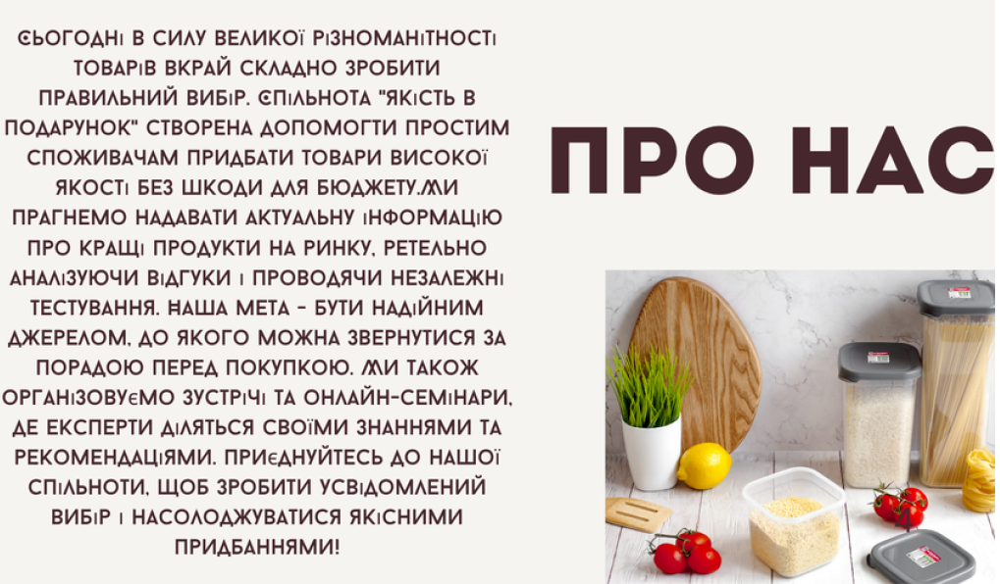 СЬОГОДНІ В СИЛУ ВЕЛИКОЇ РІЗНОМАНІТНОСТІ
ТОВАРІВ ВКРАЙ СКЛАДНО ЗРОБИТИ
ПРАВИЛЬНИЙ ВИБІР. СПІЛЬНОТА "ЯКІСТЬ В
ПОДАРУНОК" СТВОРЕНА ДОПОМОГТИ ПРОСТИМ
СПОЖИВАЧАМ ПРИДБАТИ ТОВАРИ ВИСОКОЇ
ЯКОСТІ БЕЗ ШКОДИ ДЛЯ БЮДЖЕТУ.МИ
ПРАГНЕМО НАДАВАТИ АКТУАЛЬНУ ІНФОРМАЦІЮ
ПРО КРАЩІ ПРОДУКТИ НА РИНКУ, РЕТЕЛЬНО
АНАЛІЗУЮЧИ ВІДГУКИ І ПРОВОДЯЧИ НЕЗАЛЕЖНІ
ТЕСТУВАННЯ. НАША МЕТА - БУТИ НАДІЙНИМ
ДЖЕРЕЛОМ, ДО ЯКОГО МОЖНА ЗВЕРНУТИСЯ ЗА
ПОРАДОЮ ПЕРЕД ПОКУПКОЮ. МИ ТАКОЖ
ОРГАНІЗОВУЄМО ЗУСТРІЧІ ТА ОНЛАЙН-СЕМІНАРИ,
ДЕ ЕКСПЕРТИ ДІЛЯТЬСЯ СВОЇМИ ЗНАННЯМИ ТА
РЕКОМЕНДАЦІЯМИ. ПРИЄДНУЙТЕСЬ ДО НАШОЇ
СПІЛЬНОТИ, ЩОБ ЗРОБИТИ УСВІДОМЛЕНИЙ
ВИБІР І НАСОЛОДЖУВАТИСЯ ЯКІСНИМИ
ПРИДБАННЯМИ!
ПРО НАС